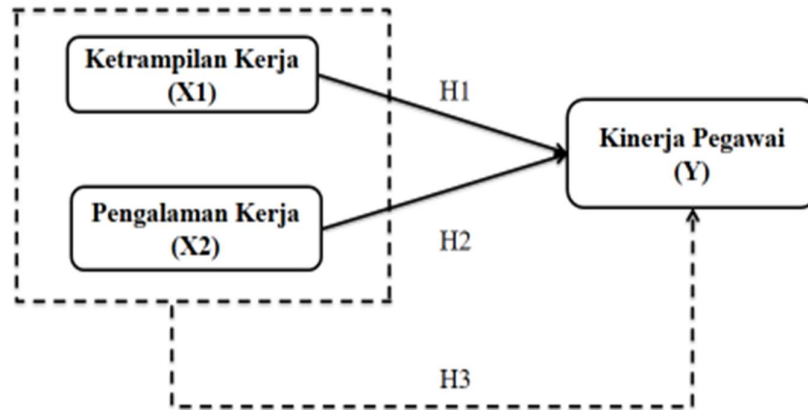 Ketrampilan Kerja
(X1)
H1
Kinerja Pegawai
(Y)
Pengalaman Kerja
(X2)
H2
H3